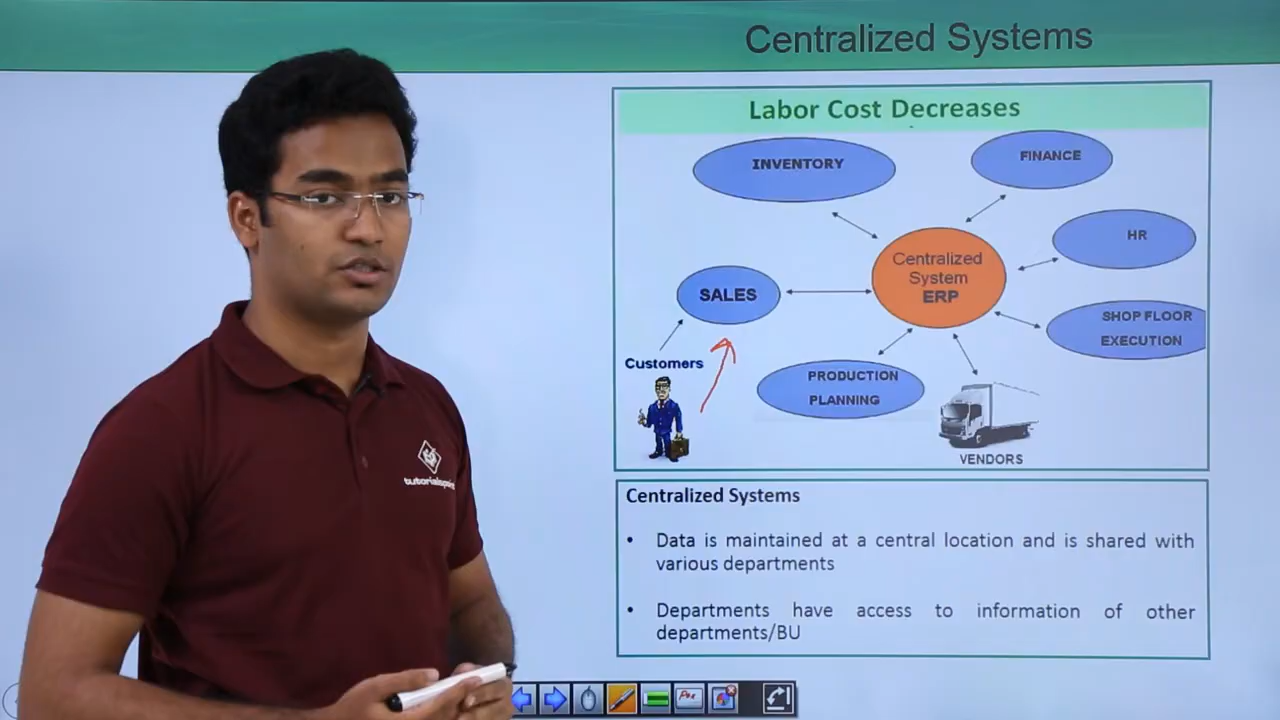 Centralized Systems
Labor Cost Decreases
INVENTORY
FINANCE
HR
Centralized
System
ERP
SALES
SHOP FLOOR
EXECUTION
Customers
PRODUCTION
PLANNING
VENDORS
Centralized Systems
• Data is maintained at a central location and is shared with
various departments
• Departments have access to information of other
departments/BU
tutorialspoint
Pen